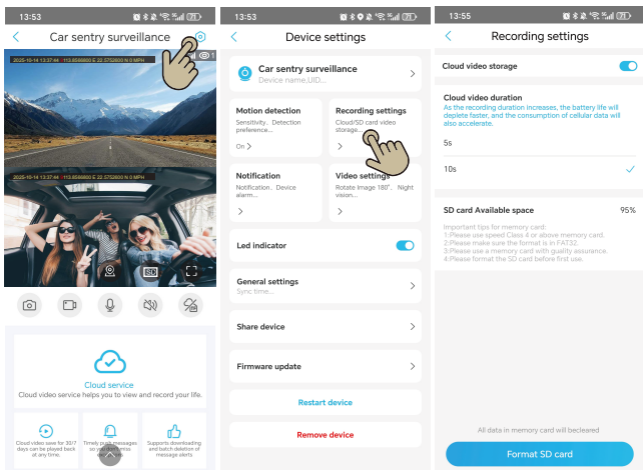 13:53
Car sentry surveillance
1
SD
Cloud service
Cloud video service helps you to view and record your life.
Cloud video save for 30/7
days can be played back
at any time.
Timely push messages
Supports downloading
and batch deletion of
message alerts
13:53
Device settings
Car sentry surveillance
Device name,UID...
Motion detection
Sensitivity、Detection
preference...
On >
Recording settings
Cloud/SD card video
storage...
Notification
Notification、Device
alarm...
Video settings
Rotate Image 180°、Night
vision...
Led indicator
General settings
Sync time...
Share device
Firmware update
Restart device
Remove device
13:55
Recording settings
Cloud video storage
Cloud video duration
As the recording duration increases, the battery life will
deplete faster, and the consumption of cellular data will
also accelerate.
5s
10s
SD card Available space 95%
Important tips for memory card:
1:Please use speed Class 4 or above memory card.
2:Please make sure the format is in FAT32.
3:Please use a memory card with quality assurance.
4:Please format the SD card before first use.
All data in memory card will becleared
Format SD card